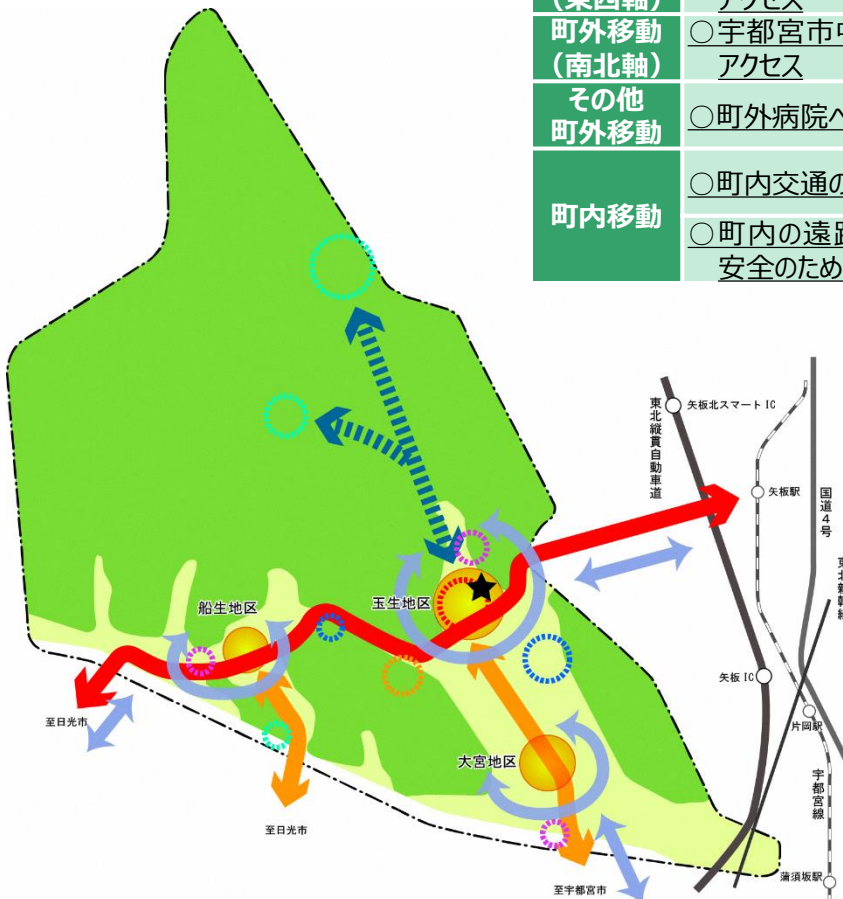 アクセス
町外移動
（南北軸）
○宇都宮市
アクセス
その他
町外移動
○町外病院へ
町内移動
○町内交通の
○町内の遠
安全のため
東北縦貫自動車道
矢板北スマートIC
矢板駅
国道4号
船生地区
玉生地区
矢板IC
片岡駅
至日光市
大宮地区
宇都宮線
至日光市
至宇都宮市
蒲須坂駅